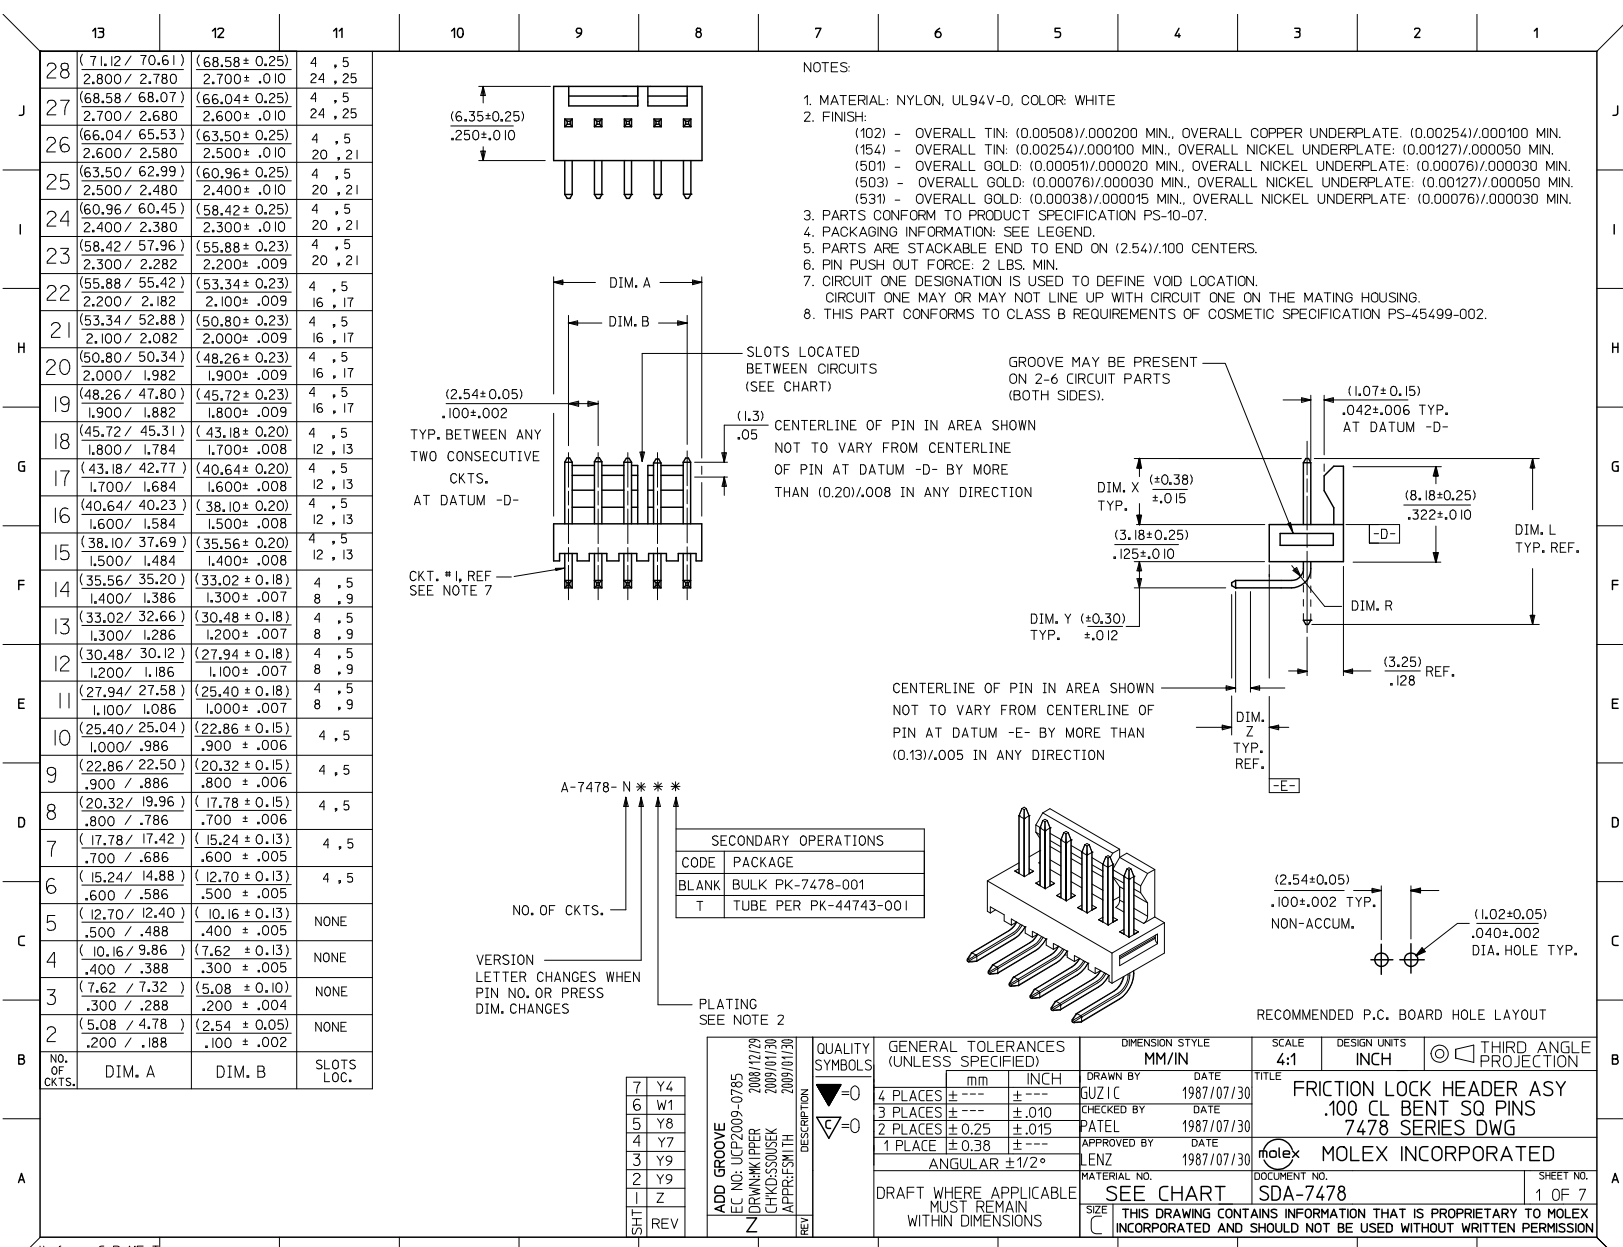 13 12 11 10 9 8 7 6 5 4 3 2 1
J
I
H
G
F
E
D
C
B
A
28 (71.12/ 70.61) (68.58± 0.25) 4 ,5
2.800/ 2.780 2.700± .010 24 ,25
27 (68.58/ 68.07) (66.04± 0.25) 4 ,5
2.700/ 2.680 2.600± .010 24 ,25
26 (66.04/ 65.53) (63.50± 0.25) 4 ,5
2.600/ 2.580 2.500± .010 20 ,21
25 (63.50/ 62.99) (60.96± 0.25) 4 ,5
2.500/ 2.480 2.400± .010 20 ,21
24 (60.96/ 60.45) (58.42± 0.25) 4 ,5
2.400/ 2.380 2.300± .010 20 ,21
23 (58.42/ 57.96) (55.88± 0.23) 4 ,5
2.300/ 2.282 2.200± .009 20 ,21
22 (55.88/ 55.42) (53.34± 0.23) 4 ,5
2.200/ 2.182 2.100± .009 16 ,17
21 (53.34/ 52.88) (50.80± 0.23) 4 ,5
2.100/ 2.082 2.000± .009 16 ,17
20 (50.80/ 50.34) (48.26± 0.23) 4 ,5
2.000/ 1.982 1.900± .009 16 ,17
19 (48.26/ 47.80) (45.72± 0.23) 4 ,5
1.900/ 1.882 1.800± .009 16 ,17
18 (45.72/ 45.31) (43.18± 0.20) 4 ,5
1.800/ 1.784 1.700± .008 12 ,13
17 (43.18/ 42.77) (40.64± 0.20) 4 ,5
1.700/ 1.684 1.600± .008 12 ,13
16 (40.64/ 40.23) (38.10± 0.20) 4 ,5
1.600/ 1.584 1.500± .008 12 ,13
15 (38.10/ 37.69) (35.56± 0.20) 4 ,5
1.500/ 1.484 1.400± .008 12 ,13
14 (35.56/ 35.20) (33.02± 0.18) 4 ,5
1.400/ 1.386 1.300± .007 8 ,9
13 (33.02/ 32.66) (30.48± 0.18) 4 ,5
1.300/ 1.286 1.200± .007 8 ,9
12 (30.48/ 30.12) (27.94± 0.18) 4 ,5
1.200/ 1.186 1.100± .007 8 ,9
11 (27.94/ 27.58) (25.40± 0.18) 4 ,5
1.100/ 1.086 1.000± .007 8 ,9
10 (25.40/ 25.04) (22.86± 0.15) 4 ,5
1.000/ .986 .900 ± .006
9 (22.86/ 22.50) (20.32± 0.15) 4 ,5
.900 / .886 .800 ± .006
8 (20.32/ 19.96) (17.78± 0.15) 4 ,5
.800 / .786 .700 ± .006
7 (17.78/ 17.42) (15.24± 0.13) 4 ,5
.700 / .686 .600 ± .005
6 (15.24/ 14.88) (12.70± 0.13) 4 ,5
.600 / .586 .500 ± .005
5 (12.70/ 12.40) (10.16± 0.13) NONE
.500 / .488 .400 ± .005
4 (10.16/ 9.86) (7.62 ± 0.13) NONE
.400 / .388 .300 ± .005
3 (7.62 / 7.32) (5.08 ± 0.10) NONE
.300 / .288 .200 ± .004
2 (5.08 / 4.78) (2.54 ± 0.05) NONE
.200 / .188 .100 ± .002
NO. OF CKTS. DIM. A DIM. B SLOTS LOC.
(6.35±0.25)
.250±.010
NOTES:
1. MATERIAL: NYLON, UL94V-0, COLOR: WHITE
2. FINISH:
(102) - OVERALL TIN: (0.00508)/.000200 MIN., OVERALL COPPER UNDERPLATE. (0.00254)/.000100 MIN.
(154) - OVERALL TIN: (0.00254)/.000100 MIN., OVERALL NICKEL UNDERPLATE: (0.00127)/.000050 MIN.
(501) - OVERALL GOLD: (0.00051)/.000020 MIN., OVERALL NICKEL UNDERPLATE: (0.00076)/.000030 MIN.
(503) - OVERALL GOLD: (0.00076)/.000030 MIN., OVERALL NICKEL UNDERPLATE: (0.00127)/.000050 MIN.
(531) - OVERALL GOLD: (0.00038)/.000015 MIN., OVERALL NICKEL UNDERPLATE: (0.00076)/.000030 MIN.
3. PARTS CONFORM TO PRODUCT SPECIFICATION PS-10-07.
4. PACKAGING INFORMATION: SEE LEGEND.
5. PARTS ARE STACKABLE END TO END ON (2.54)/.100 CENTERS.
6. PIN PUSH OUT FORCE: 2 LBS. MIN.
7. CIRCUIT ONE DESIGNATION IS USED TO DEFINE VOID LOCATION.
CIRCUIT ONE MAY OR MAY NOT LINE UP WITH CIRCUIT ONE ON THE MATING HOUSING.
8. THIS PART CONFORMS TO CLASS B REQUIREMENTS OF COSMETIC SPECIFICATION PS-45499-002.
DIM. A
DIM. B
SLOTS LOCATED
BETWEEN CIRCUITS
(SEE CHART)
(2.54±0.05)
.100±.002
TYP. BETWEEN ANY
TWO CONSECUTIVE
CKTS.
AT DATUM -D-
(1.3)
.05
CENTERLINE OF PIN IN AREA SHOWN
NOT TO VARY FROM CENTERLINE
OF PIN AT DATUM -D- BY MORE
THAN (0.20)/.008 IN ANY DIRECTION
CKT. #1, REF
SEE NOTE 7
GROOVE MAY BE PRESENT
ON 2-6 CIRCUIT PARTS
(BOTH SIDES).
(1.07±0.15)
.042±.006 TYP.
AT DATUM -D-
DIM. X (±0.38)
TYP. ±.015
(8.18±0.25)
.322±.010
DIM. L
TYP. REF.
(3.18±0.25)
.125±.010
-D-
DIM. R
DIM. Y (±0.30)
TYP. ±.012
(3.25)
.128 REF.
CENTERLINE OF PIN IN AREA SHOWN
NOT TO VARY FROM CENTERLINE OF
PIN AT DATUM -E- BY MORE THAN
(0.13)/.005 IN ANY DIRECTION
DIM.
Z
TYP.
REF.
-E-
A-7478- N * * *
SECONDARY OPERATIONS
CODE PACKAGE
BLANK BULK PK-7478-001
T TUBE PER PK-44743-001
NO. OF CKTS.
VERSION
LETTER CHANGES WHEN
PIN NO. OR PRESS
DIM. CHANGES
PLATING
SEE NOTE 2
(2.54±0.05)
.100±.002 TYP.
NON-ACCUM.
(1.02±0.05)
.040±.002
DIA. HOLE TYP.
RECOMMENDED P.C. BOARD HOLE LAYOUT
7 Y4
6 W1
5 Y8
4 Y7
3 Y9
2 Y9
1 Z
SHT REV
ADD GROOVE
EC NO: UCP2009-0785
DRWN:MKIPPER 2008/12/29
CHKD:SSOUSEK 2009/01/30
APPR:FSMITH 2009/01/30
Z
DESCRIPTION
REV
QUALITY
SYMBOLS
=0
C =0
GENERAL TOLERANCES
(UNLESS SPECIFIED)
mm INCH
4 PLACES ± --- ± ---
3 PLACES ± --- ± .010
2 PLACES ± 0.25 ± .015
1 PLACE ± 0.38 ± ---
ANGULAR ±1/2°
DRAFT WHERE APPLICABLE
MUST REMAIN
WITHIN DIMENSIONS
DIMENSION STYLE
MM/IN
SCALE
4:1
DESIGN UNITS
INCH
THIRD ANGLE
PROJECTION
DRAWN BY DATE
GUZIC 1987/07/30
CHECKED BY DATE
PATEL 1987/07/30
APPROVED BY DATE
LENZ 1987/07/30
TITLE
FRICTION LOCK HEADER ASY
.100 CL BENT SQ PINS
7478 SERIES DWG
molex MOLEX INCORPORATED
MATERIAL NO.
SEE CHART
DOCUMENT NO.
SDA-7478
SHEET NO.
1 OF 7
SIZE
C
THIS DRAWING CONTAINS INFORMATION THAT IS PROPRIETARY TO MOLEX
INCORPORATED AND SHOULD NOT BE USED WITHOUT WRITTEN PERMISSION